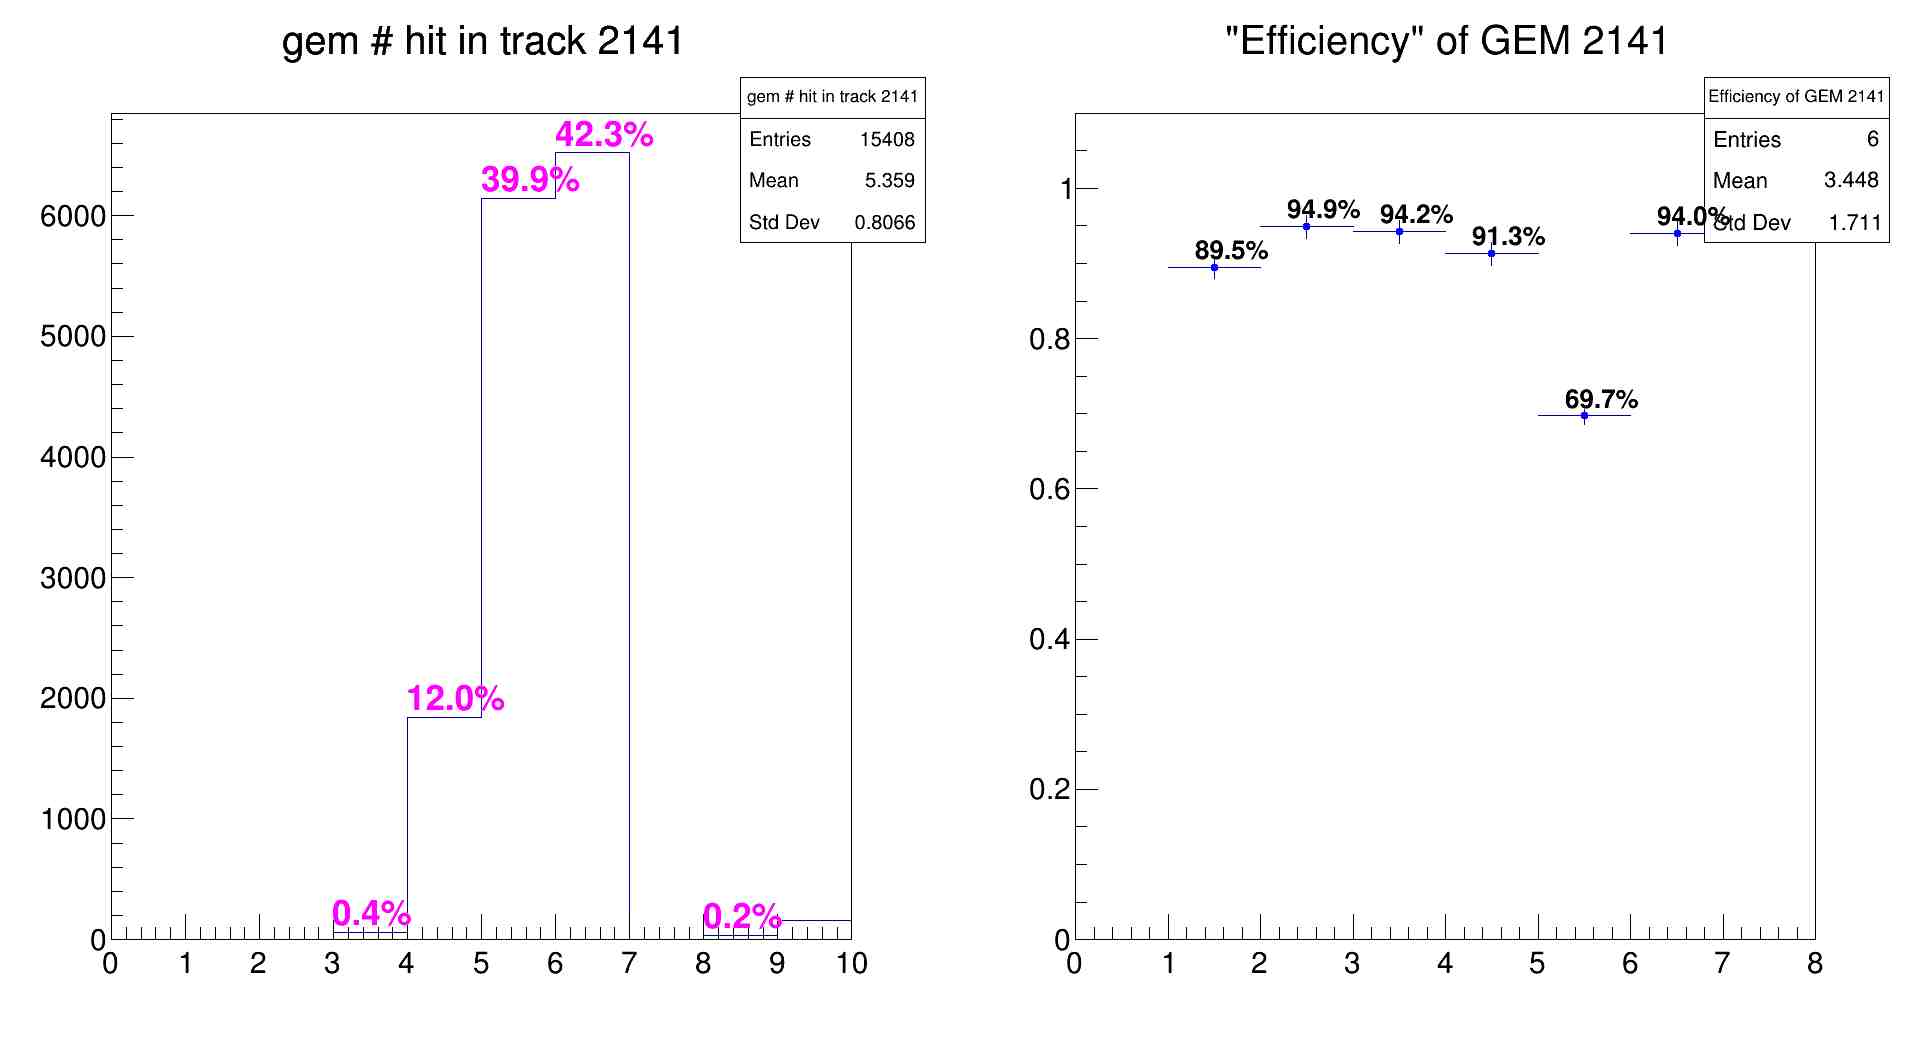 gem # hit in track 2141
gem # hit in track 2141
Entries 15408
Mean 5.359
Std Dev 0.8066
42.3%
39.9%
12.0%
0.4%
0.2%
6000
5000
4000
3000
2000
1000
0
0 1 2 3 4 5 6 7 8 9 10
"Efficiency" of GEM 2141
Efficiency of GEM 2141
Entries 6
Mean 3.448
Std Dev 1.711
89.5%
94.9%
94.2%
91.3%
69.7%
94.0%
1
0.8
0.6
0.4
0.2
0
0 1 2 3 4 5 6 7 8